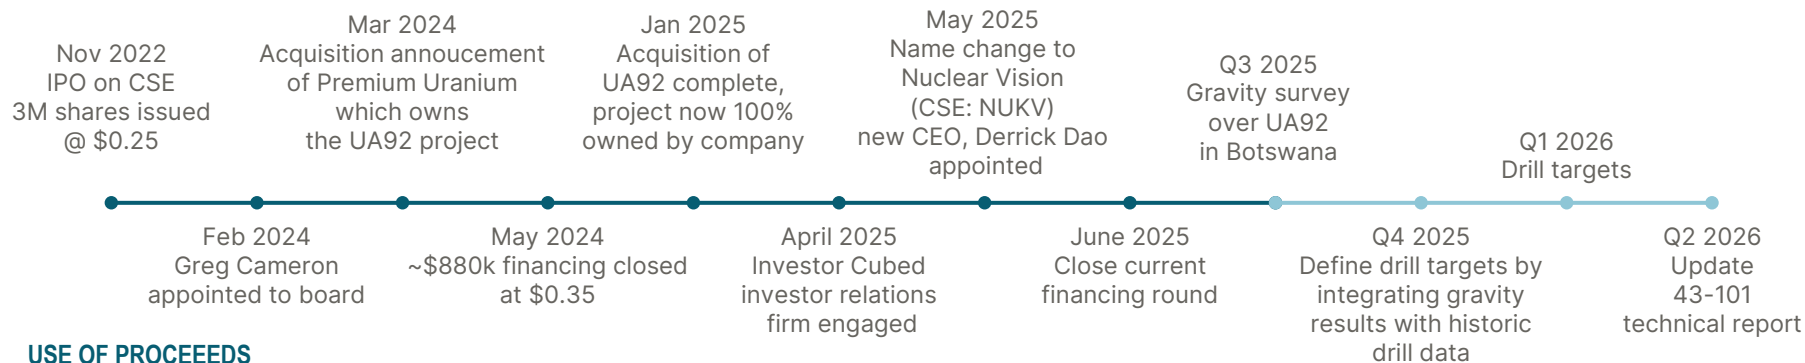 Nov 2022
IPO on CSE
3M shares issued
@ $0.25
Feb 2024
Greg Cameron
appointed to board
Mar 2024
Acquisition annoucement
of Premium Uranium
which owns
the UA92 project
May 2024
~$880k financing closed
at $0.35
Jan 2025
Acquisition of
UA92 complete,
project now 100%
owned by company
April 2025
Investor Cubed
investor relations
firm engaged
May 2025
Name change to
Nuclear Vision
(CSE: NUKV)
new CEO, Derrick Dao
appointed
June 2025
Close current
financing round
Q3 2025
Gravity survey
over UA92
in Botswana
Q4 2025
Define drill targets by
integrating gravity
results with historic
drill data
Q1 2026
Drill targets
Q2 2026
Update
43-101
technical report
USE OF PROCEEEDS